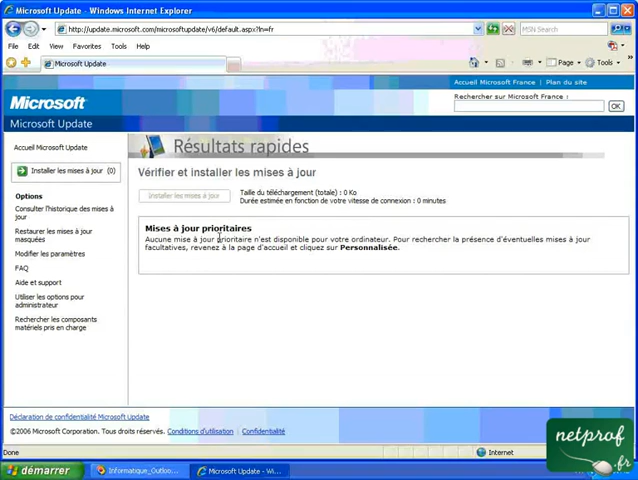 Microsoft Update - Windows Internet Explorer
http://update.microsoft.com/microsoftupdate/v6/default.aspx?ln=fr
MSN Search
File Edit View Favorites Tools Help
Microsoft Update
Page Tools
Accueil Microsoft France | Plan du site
Microsoft
Rechercher sur Microsoft France :
OK
Microsoft Update
Accueil Microsoft Update
Installer les mises à jour (0)
Options
Consulter l'historique des mises à
jour
Restaurer les mises à jour
masquées
Modifier les paramètres
FAQ
Aide et support
Utiliser les options pour
administrateur
Rechercher les composants
matériels pris en charge
Résultats rapides
Vérifier et installer les mises à jour
Installer les mises à jour
Taille du téléchargement (totale) : 0 Ko
Durée estimée en fonction de votre vitesse de connexion : 0 minutes
Mises à jour prioritaires
Aucune mise à jour prioritaire n'est disponible pour votre ordinateur. Pour rechercher la présence d'éventuelles mises à jour
facultatives, revenez à la page d'accueil et cliquez sur Personnalisée.
Déclaration de confidentialité Microsoft Update
©2006 Microsoft Corporation. Tous droits réservés. Conditions d'utilisation | Confidentialité
Done
Internet
démarrer
Informatique_Outloo...
Microsoft Update - Wi...
netprof
.fr